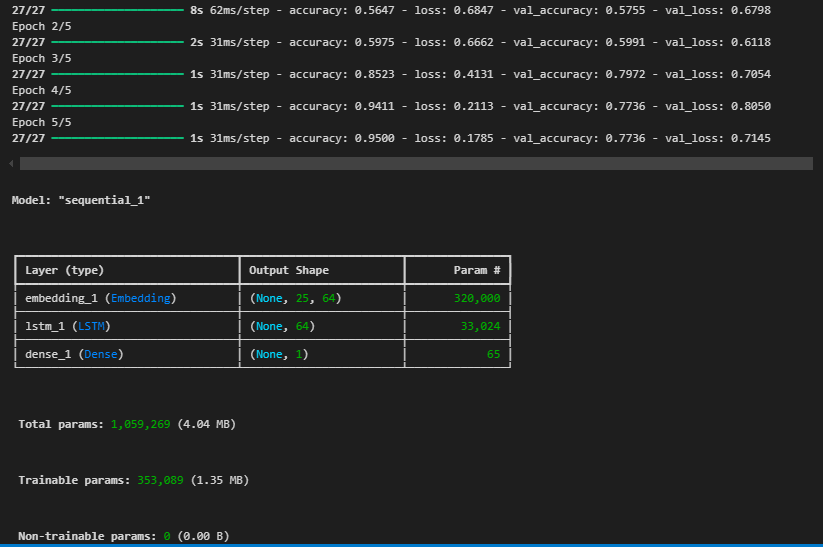 27/27 8s 62ms/step - accuracy: 0.5647 - loss: 0.6847 - val_accuracy: 0.5755 - val_loss: 0.6798
Epoch 2/5
27/27 2s 31ms/step - accuracy: 0.5975 - loss: 0.6662 - val_accuracy: 0.5991 - val_loss: 0.6118
Epoch 3/5
27/27 1s 31ms/step - accuracy: 0.8523 - loss: 0.4131 - val_accuracy: 0.7972 - val_loss: 0.7054
Epoch 4/5
27/27 1s 31ms/step - accuracy: 0.9411 - loss: 0.2113 - val_accuracy: 0.7736 - val_loss: 0.8050
Epoch 5/5
27/27 1s 31ms/step - accuracy: 0.9500 - loss: 0.1785 - val_accuracy: 0.7736 - val_loss: 0.7145
Model: "sequential_1"
Layer (type) Output Shape Param #
embedding_1 (Embedding) (None, 25, 64) 320,000
lstm_1 (LSTM) (None, 64) 33,024
dense_1 (Dense) (None, 1) 65
Total params: 1,059,269 (4.04 MB)
Trainable params: 353,089 (1.35 MB)
Non-trainable params: 0 (0.00 B)